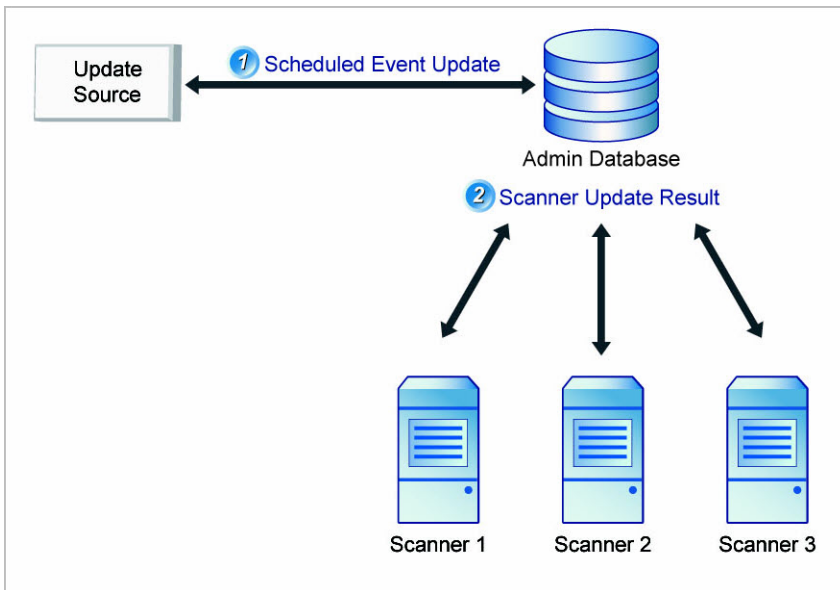 Update
Source
1 Scheduled Event Update
Admin Database
2 Scanner Update Result
Scanner 1
Scanner 2
Scanner 3